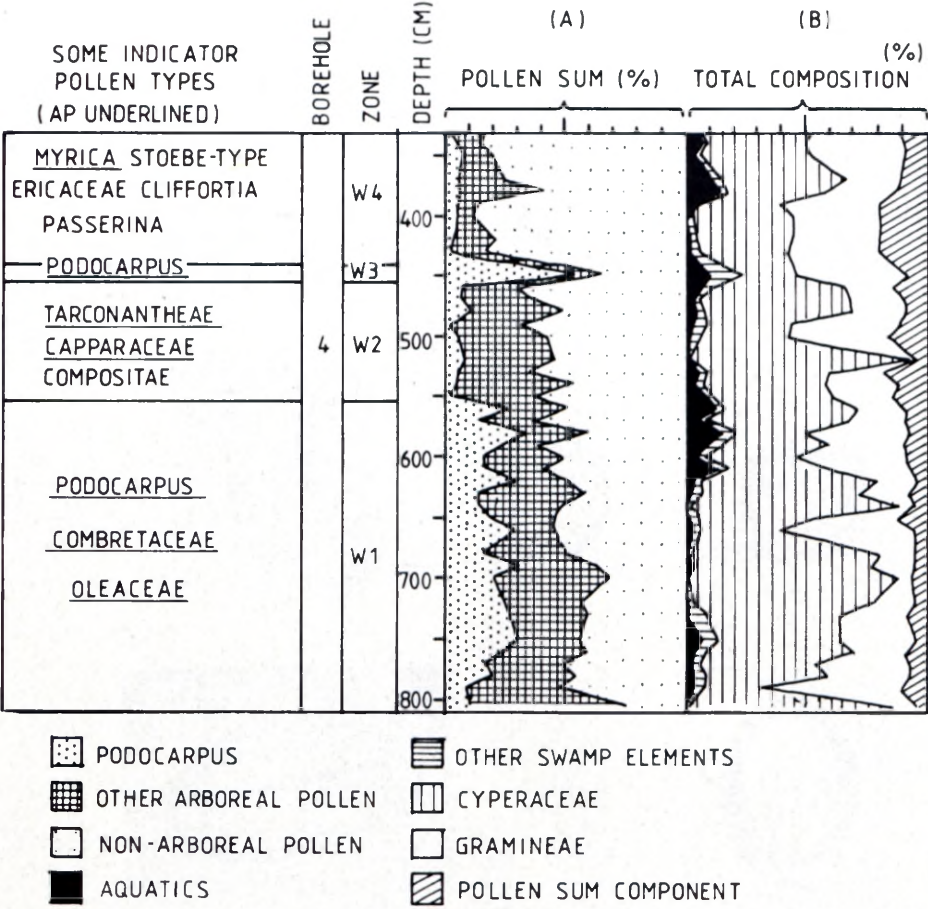 SOME INDICATOR
POLLEN TYPES
(AP UNDERLINED)
BOREHOLE
ZONE
DEPTH (CM)
(A)
POLLEN SUM (%)
(B)
(%)
TOTAL COMPOSITION
MYRICA STOEBE-TYPE
ERICACEAE CLIFFORTIA
PASSERINA
W4
400
PODOCARPUS
W3
TARCONANTHEAE
CAPPARACEAE
COMPOSITAE
4
W2
500
600
PODOCARPUS
COMBRETACEAE
OLEACEAE
W1
700
800
PODOCARPUS
OTHER ARBOREAL POLLEN
NON-ARBOREAL POLLEN
AQUATICS
OTHER SWAMP ELEMENTS
CYPERACEAE
GRAMINEAE
POLLEN SUM COMPONENT